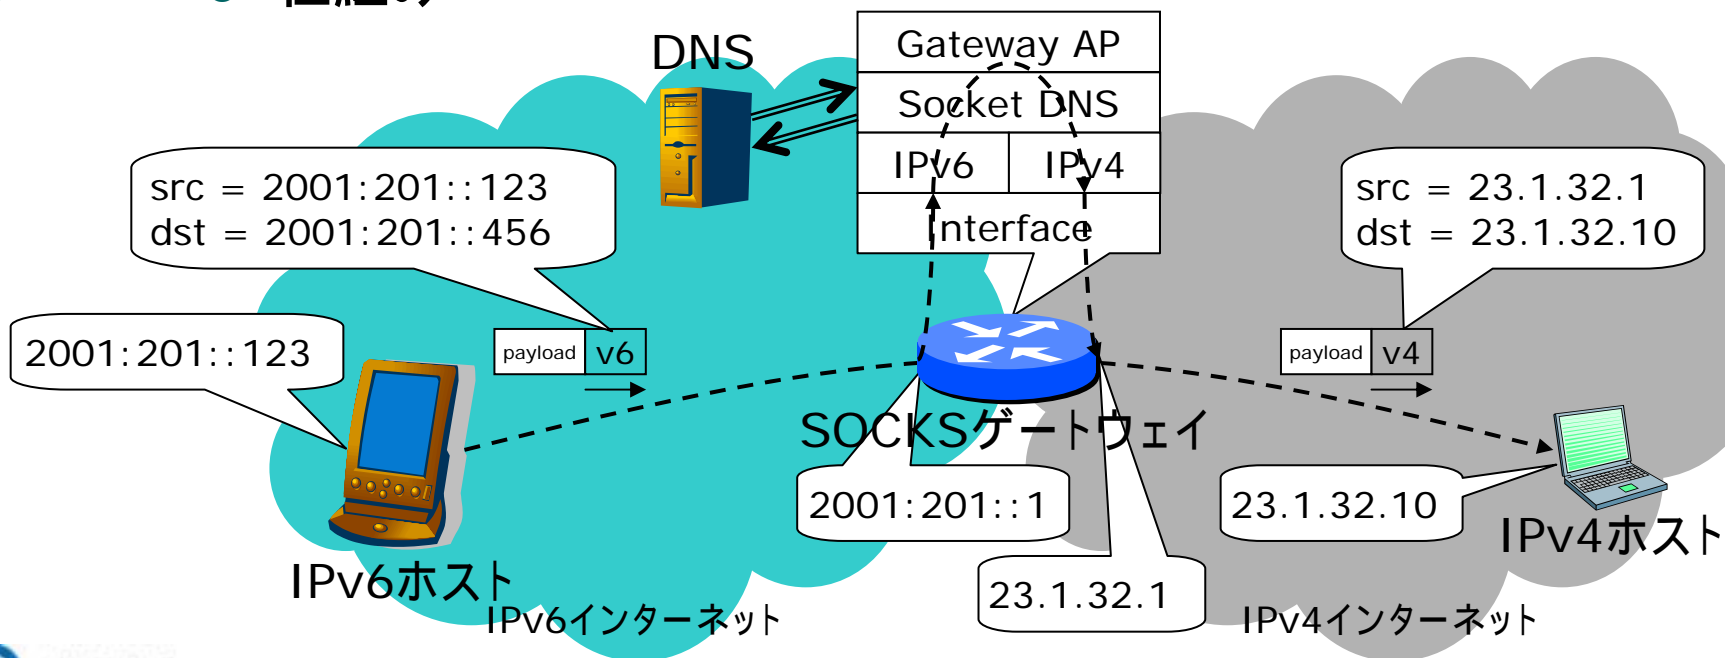 DNS
Gateway AP
Socket DNS
IPv6 IPv4
Interface
src = 2001:201::123
dst = 2001:201::456
src = 23.1.32.1
dst = 23.1.32.10
2001:201::123
payload v6
payload v4
SOCKSゲートウェイ
2001:201::1
23.1.32.10
IPv4ホスト
IPv6ホスト
23.1.32.1
IPv6インターネット
IPv4インターネット